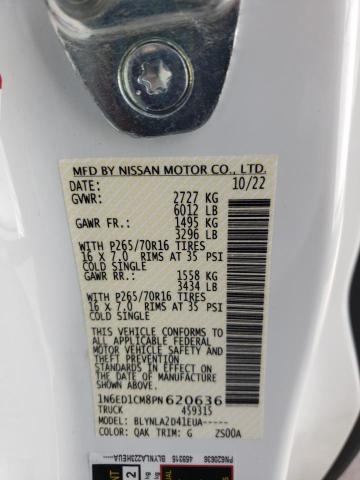 MFD BY NISSAN MOTOR CO., LTD.
DATE: 10/22
GVWR: 2727 KG
6012 LB
GAWR FR.: 1495 KG
3296 LB
WITH P265/70R16 TIRES
16 X 7.0 RIMS AT 35 PSI
COLD SINGLE
GAWR RR.: 1558 KG
3434 LB
WITH P265/70R16 TIRES
16 X 7.0 RIMS AT 35 PSI
COLD SINGLE
THIS VEHICLE CONFORMS TO
ALL APPLICABLE FEDERAL
MOTOR VEHICLE SAFETY
AND THEFT PREVENTION
STANDARDS IN EFFECT ON
THE DATE OF MANUFACTURE
SHOWN ABOVE.
1N6ED1CM8PN620636
TRUCK 459315
MODEL: BLYNLA2D41EUA-----
COLOR: QAK TRIM: G ZS00A